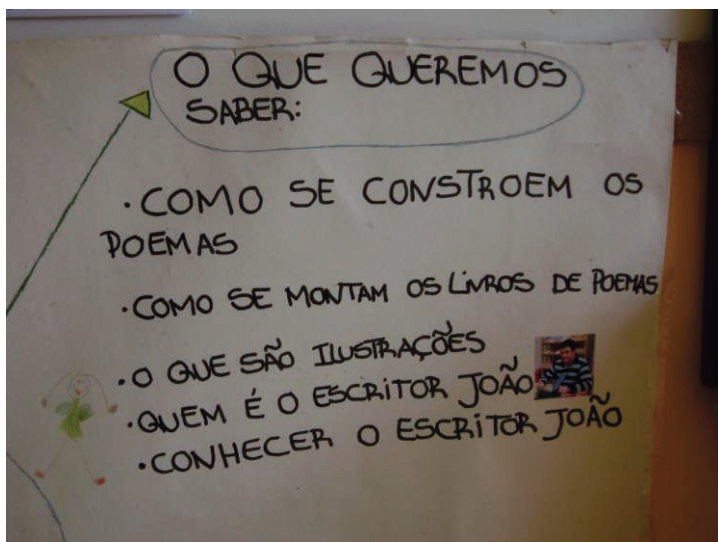 O QUE QUEREMOS
SABER:
·COMO SE CONSTROEM OS
POEMAS
·COMO SE MONTAM OS LIVROS DE POEMAS
·O QUE SÃO ILUSTRAÇÕES
·QUEM É O ESCRITOR JOÃO
·CONHECER O ESCRITOR JOÃO